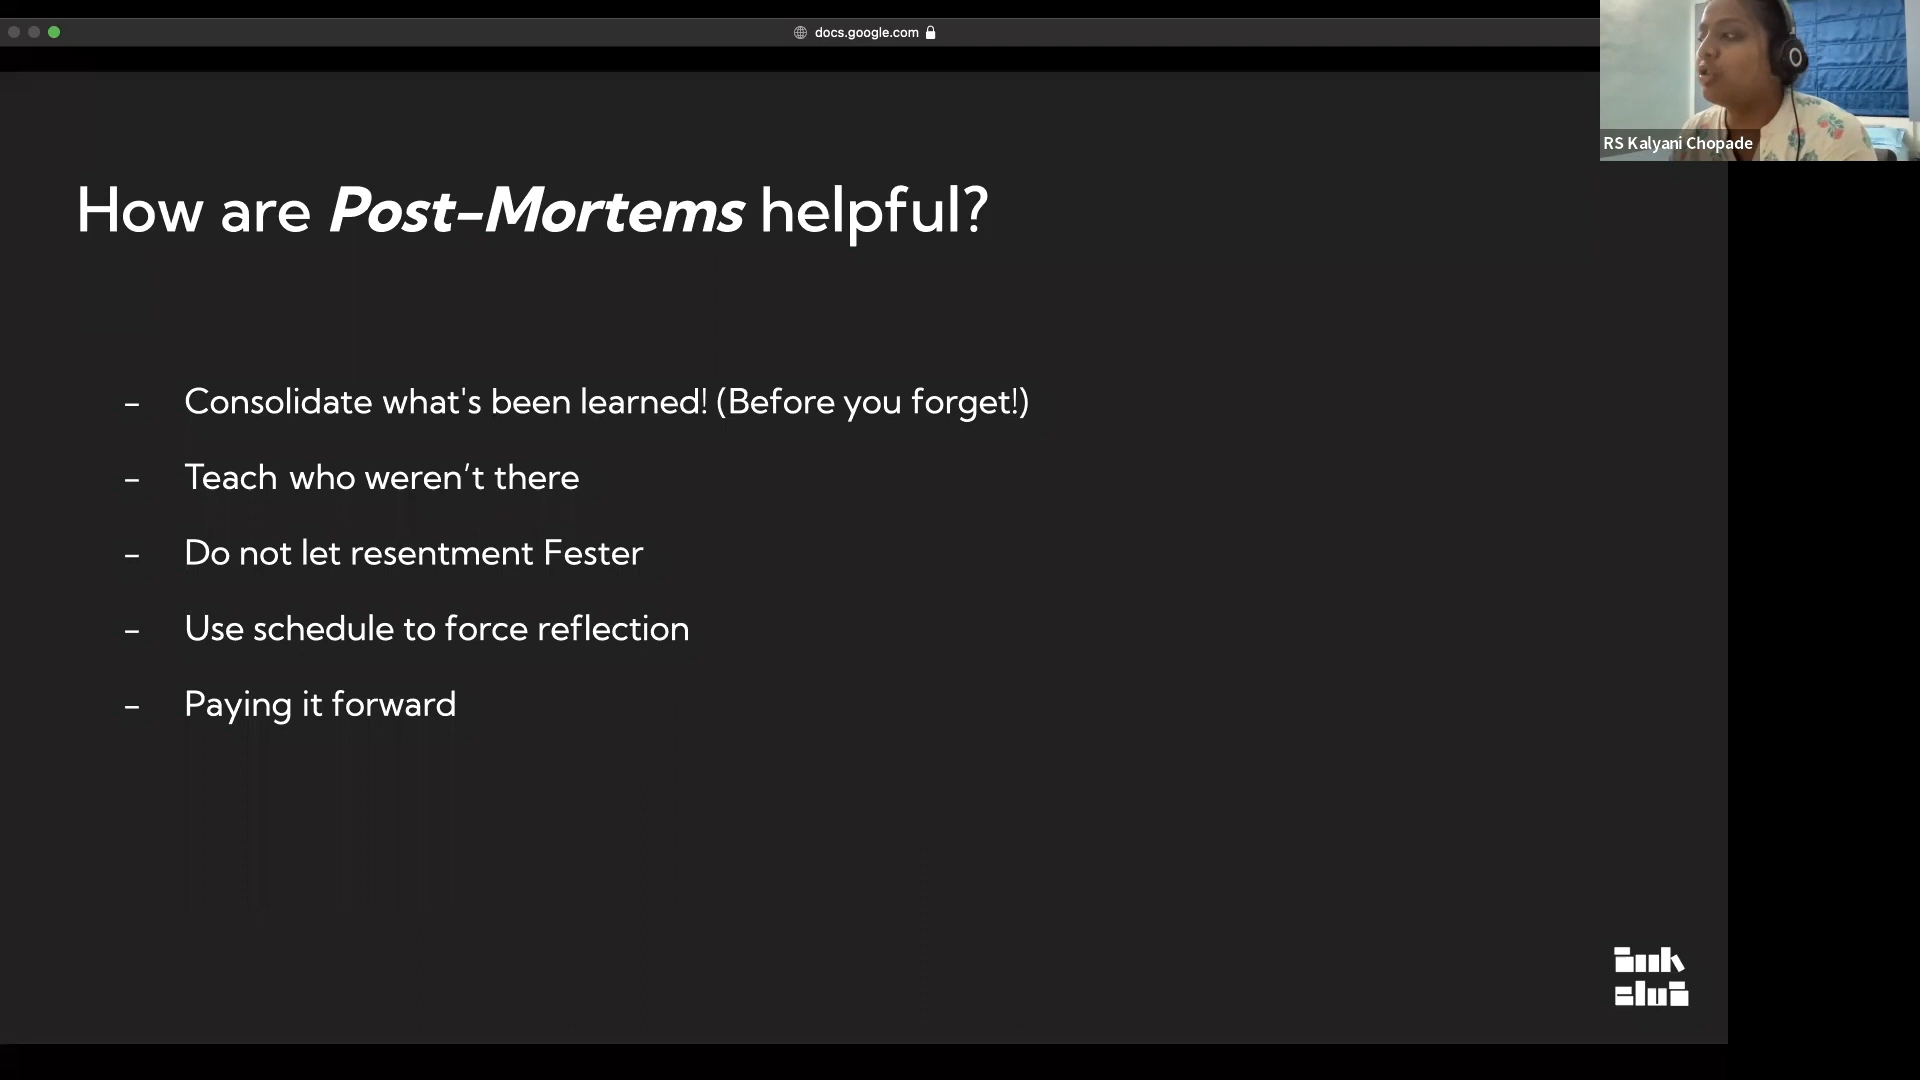 docs.google.com
RS Kalyani Chopade
How are Post-Mortems helpful?
- Consolidate what's been learned! (Before you forget!)
- Teach who weren’t there
- Do not let resentment Fester
- Use schedule to force reflection
- Paying it forward